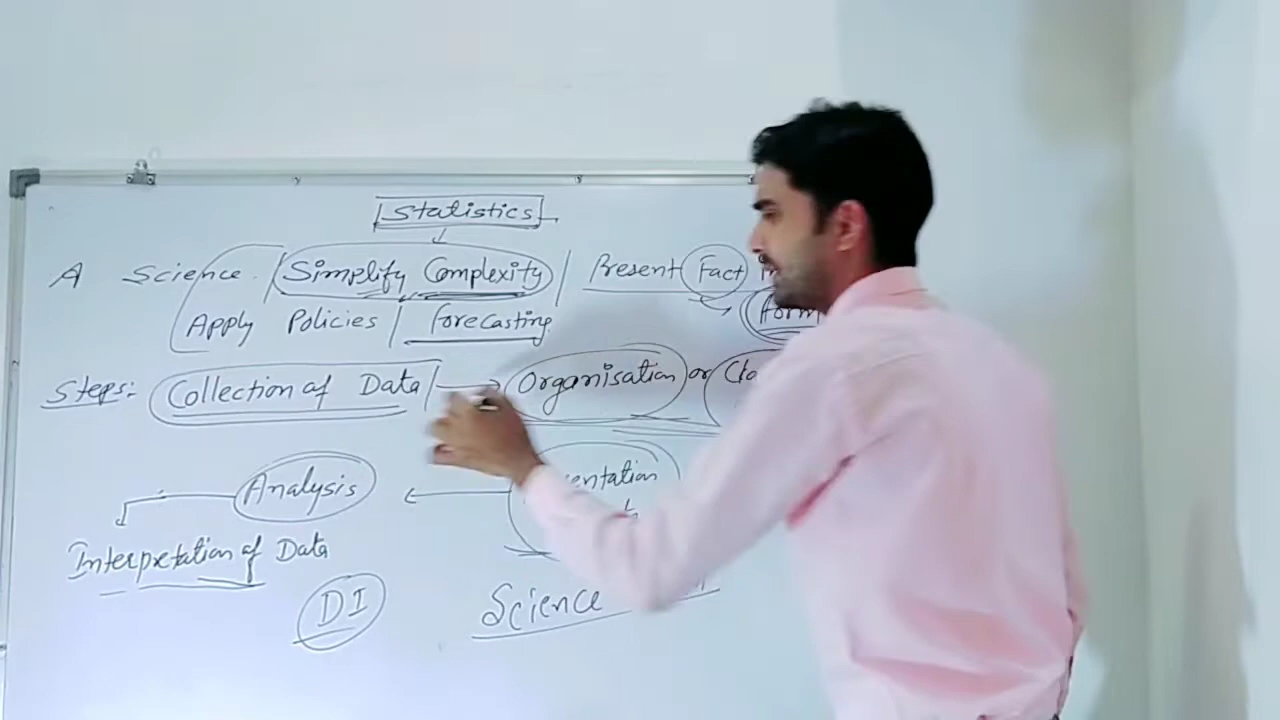 Statistics
A Science / Simplify Complexity / Present Fact
Apply Policies / Forecasting
Steps: Collection of Data / → Organisation or
Analysis ←
Interpretation of Data
DI Science